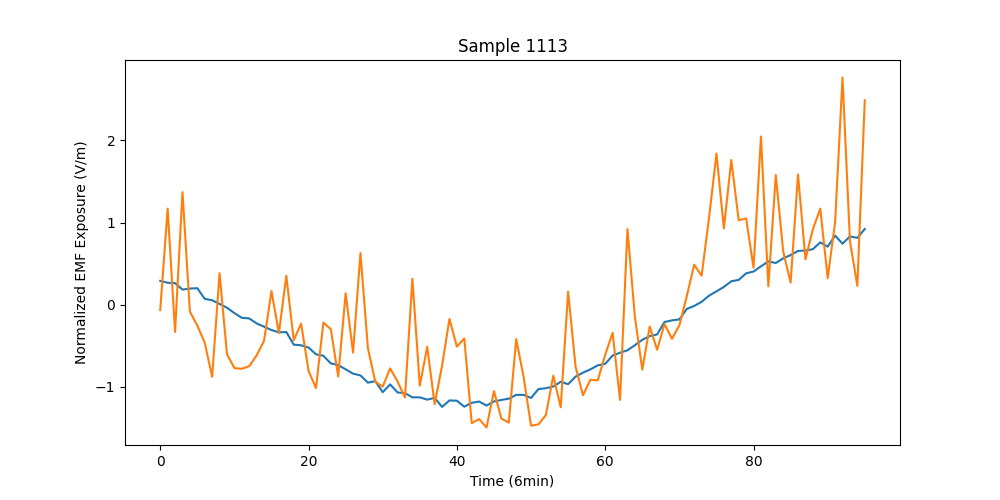 Sample 1113
Normalized EMF Exposure (V/m)
2
1
0
−1
0 20 40 60 80
Time (6min)